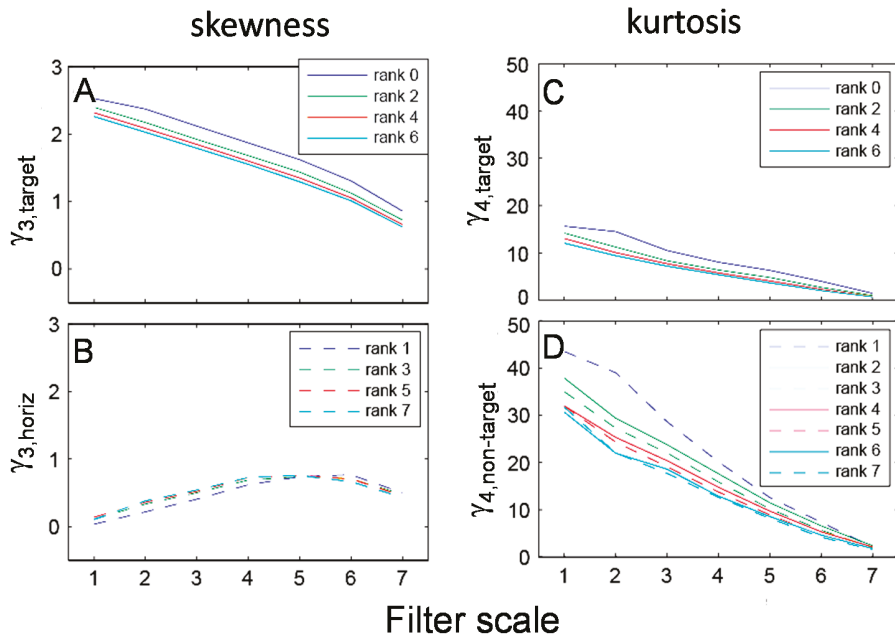 skewness
kurtosis
A
rank 0
rank 2
rank 4
rank 6
3
2
1
0
γ3,target
C
rank 0
rank 2
rank 4
rank 6
50
40
30
20
10
0
γ4,target
B
rank 1
rank 3
rank 5
rank 7
3
2
1
0
γ3,horiz
1 2 3 4 5 6 7
D
rank 1
rank 2
rank 3
rank 4
rank 5
rank 6
rank 7
50
40
30
20
10
0
γ4,non-target
1 2 3 4 5 6 7
Filter scale